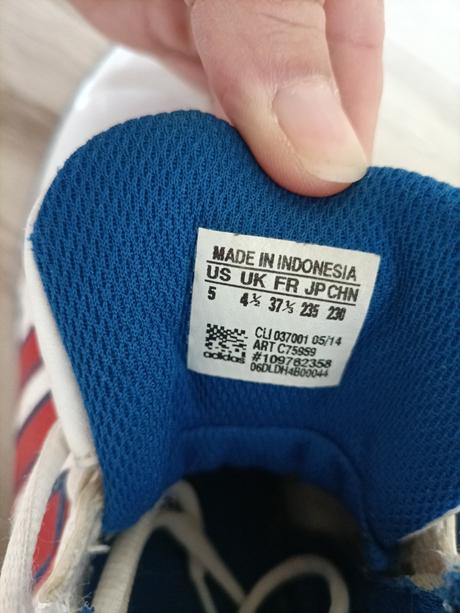 MADE IN INDONESIA
US UK FR JP CHN
5 4½ 37⅓ 235 230
CLI 037001 05/14
ART C75959
adidas #109782358
06DLDH4B00044